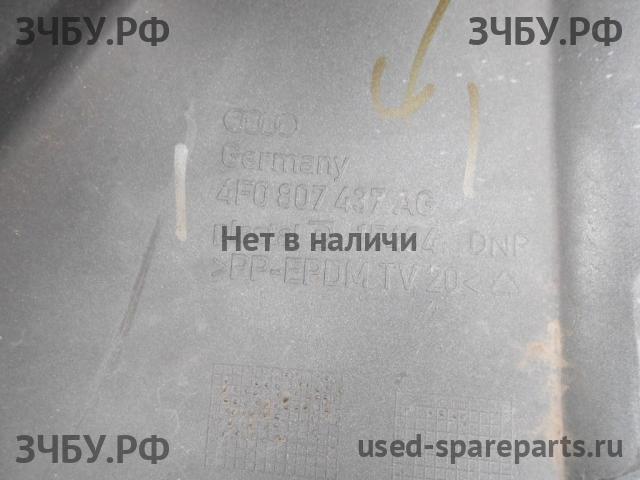 ЗЧБУ.РФ ЗЧБУ.РФ
Germany
4F0 807 437 AG
Нет в наличи
DNP
>PP-EPDM TV 20<
ЗЧБУ.РФ used-spareparts.ru